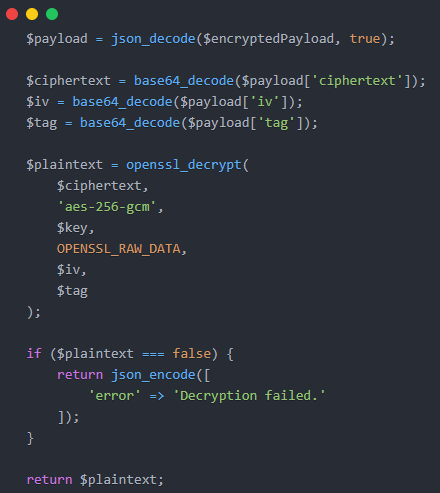 $payload = json_decode($encryptedPayload, true);

$ciphertext = base64_decode($payload['ciphertext']);
$iv = base64_decode($payload['iv']);
$tag = base64_decode($payload['tag']);

$plaintext = openssl_decrypt(
    $ciphertext,
    'aes-256-gcm',
    $key,
    OPENSSL_RAW_DATA,
    $iv,
    $tag
);

if ($plaintext === false) {
    return json_encode([
        'error' => 'Decryption failed.'
    ]);
}

return $plaintext;